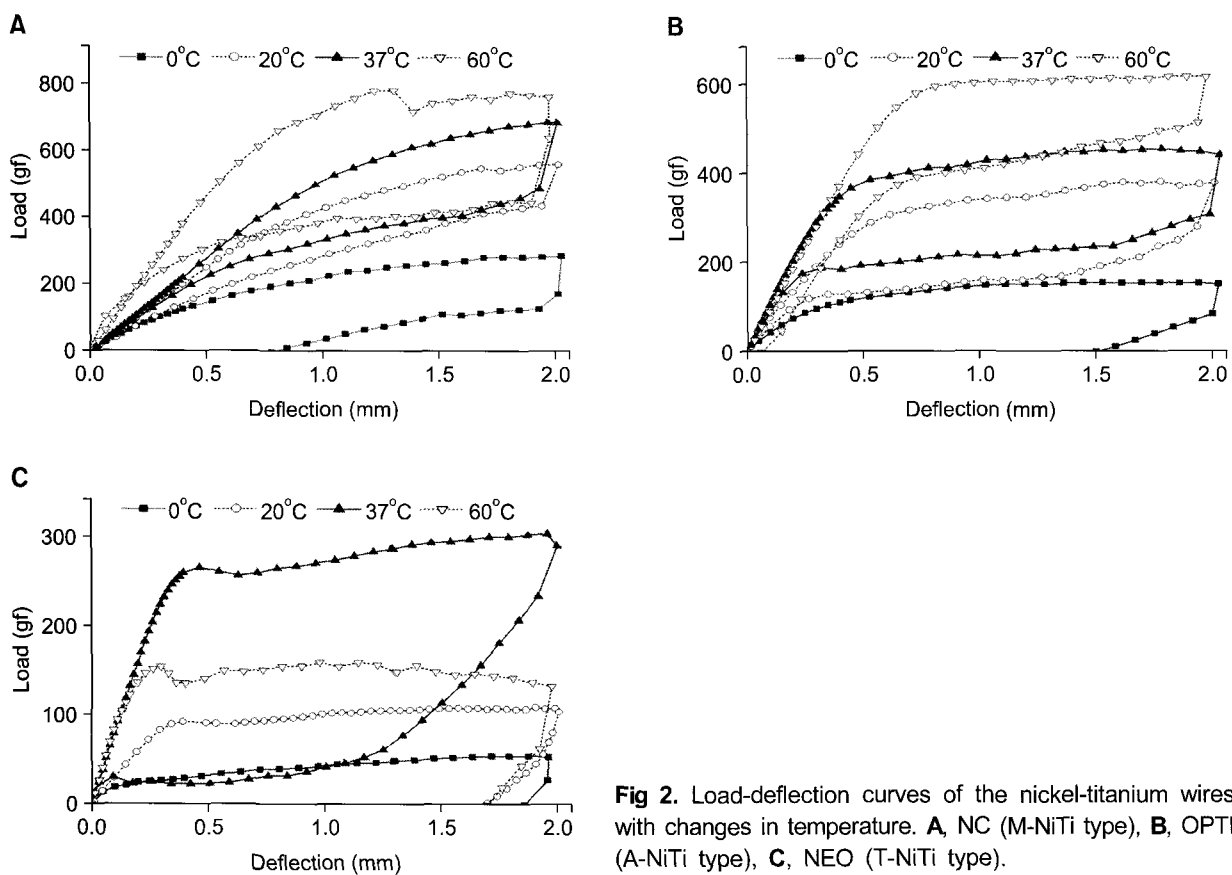 A
0°C 20°C 37°C 60°C
800
600
400
200
0
Load (gf)
0.0 0.5 1.0 1.5 2.0
Deflection (mm)
B
0°C 20°C 37°C 60°C
600
400
200
0
Load (gf)
0.0 0.5 1.0 1.5 2.0
Deflection (mm)
C
0°C 20°C 37°C 60°C
300
200
100
0
Load (gf)
0.0 0.5 1.0 1.5 2.0
Deflection (mm)
Fig 2. Load-deflection curves of the nickel-titanium wires
with changes in temperature. A, NC (M-NiTi type), B, OPTI
(A-NiTi type), C, NEO (T-NiTi type).